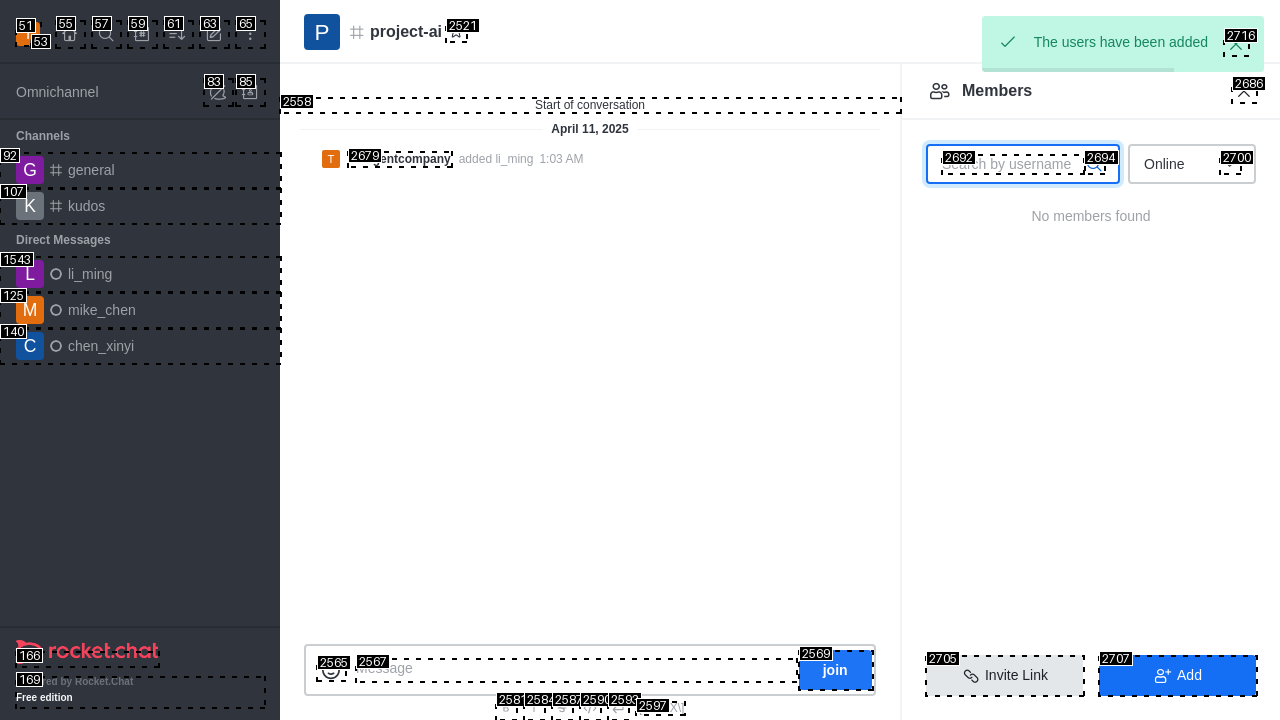 51
53
55
57
59
61
63
65
P
project-ai
2521
The users have been added
2716
Omnichannel
83
85
2558
Start of conversation
Members
2686
April 11, 2025
Channels
92
G
general
T
2679
entcompany added li_ming 1:03 AM
2692
Search by username
2694
Online
2700
107
K
kudos
No members found
Direct Messages
1543
L
li_ming
125
M
mike_chen
140
C
chen_xinyi
166
rocket.chat
169
ed by Rocket.Chat
Free edition
2565
2567
Message
2569
join
2705
Invite Link
2707
Add
2581
2584
2587
2590
2593
2597